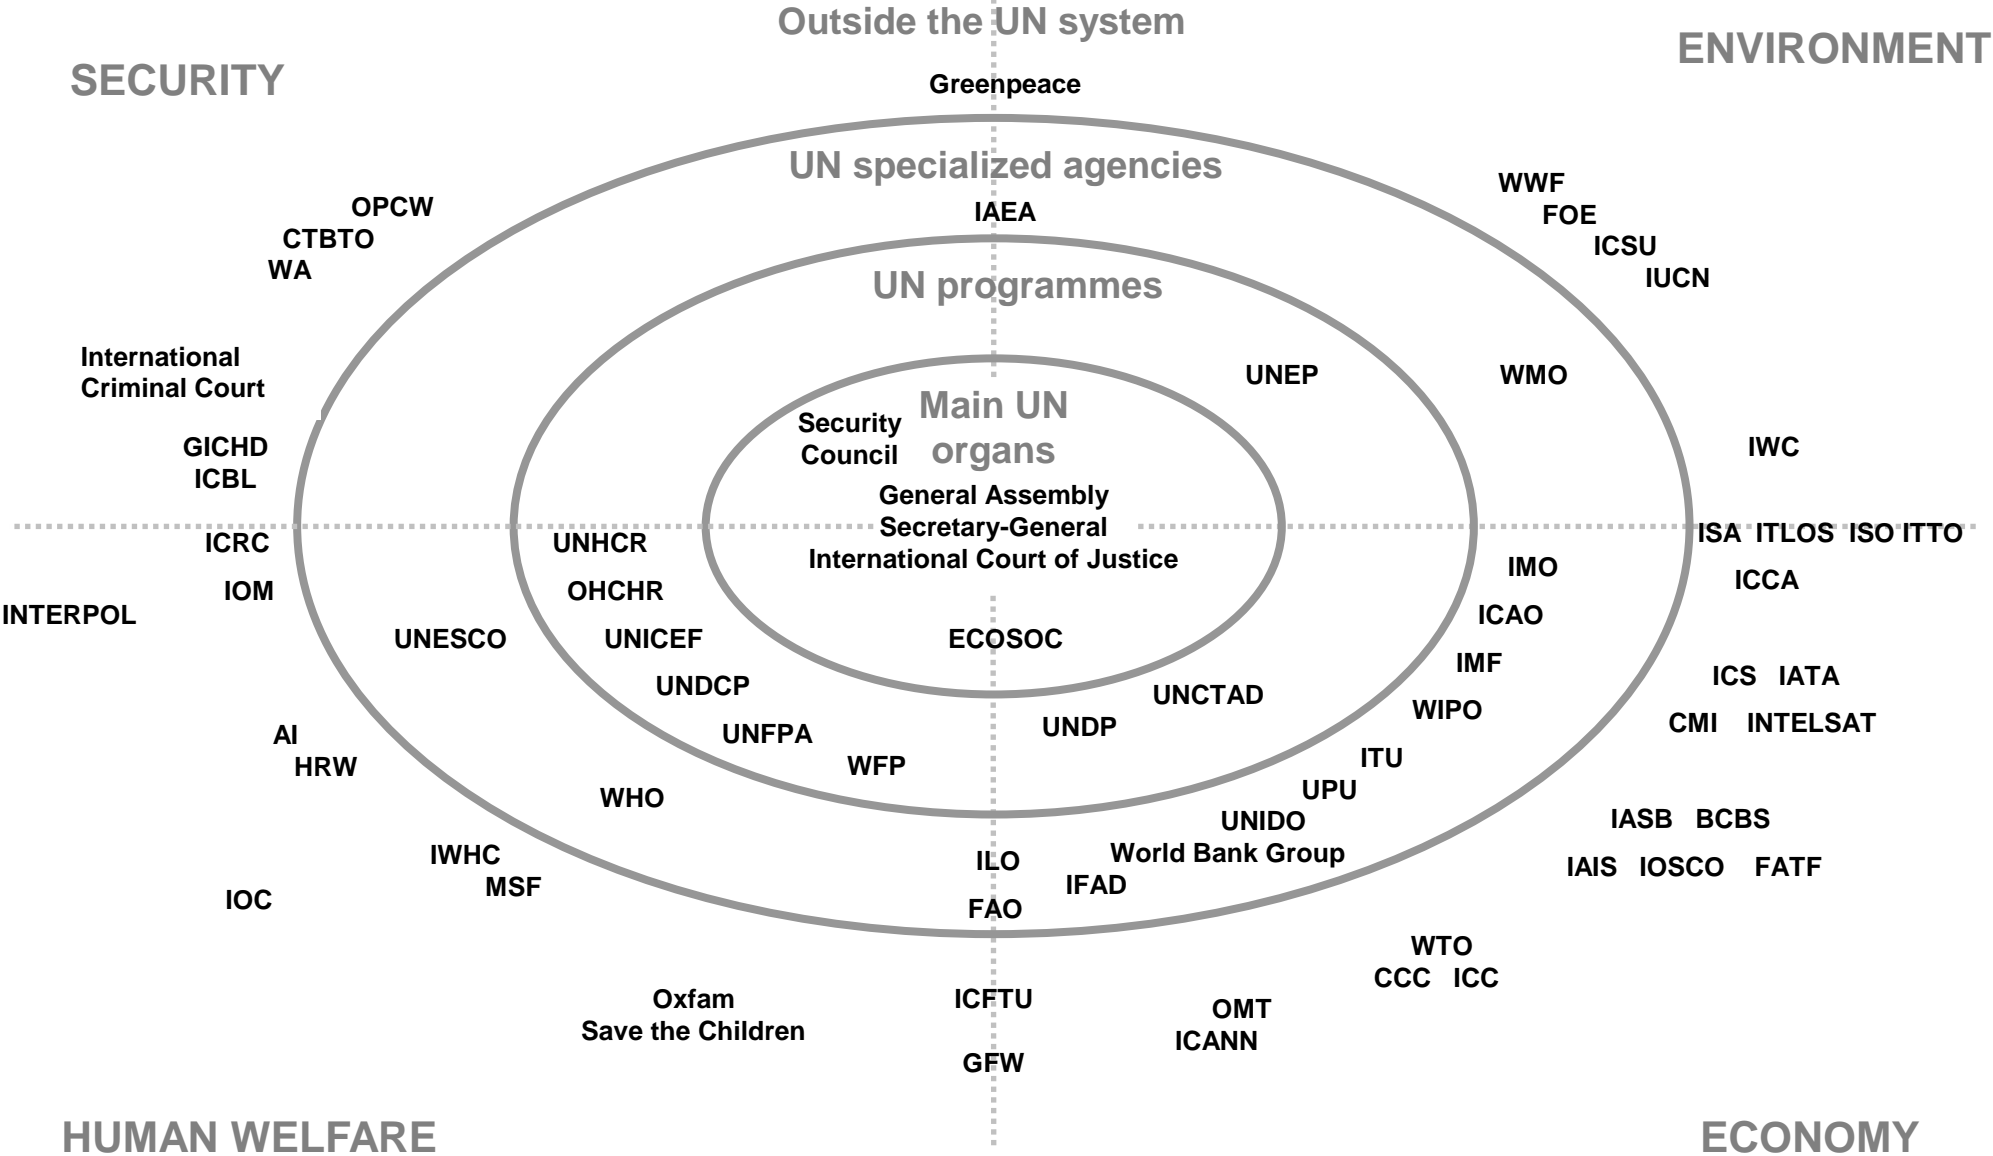 Outside the UN system
SECURITY
ENVIRONMENT
Greenpeace
UN specialized agencies
WWF
OPCW
IAEA
FOE
CTBTO
ICSU
WA
IUCN
UN programmes
International
Criminal Court
UNEP
WMO
Main UN
organs
Security
Council
GICHD
ICBL
IWC
General Assembly
Secretary-General
International Court of Justice
ISA ITLOS ISO ITTO
ICRC
UNHCR
IMO
ICCA
IOM
OHCHR
ICAO
INTERPOL
UNESCO
UNICEF
ECOSOC
IMF
ICS IATA
UNDCP
UNCTAD
WIPO
CMI INTELSAT
AI
HRW
UNFPA
UNDP
WFP
ITU
UPU
WHO
UNIDO
World Bank Group
IASB BCBS
IAIS IOSCO FATF
IWHC
MSF
ILO
IFAD
FAO
IOC
WTO
CCC ICC
Oxfam
Save the Children
ICFTU
OMT
ICANN
GFW
HUMAN WELFARE
ECONOMY